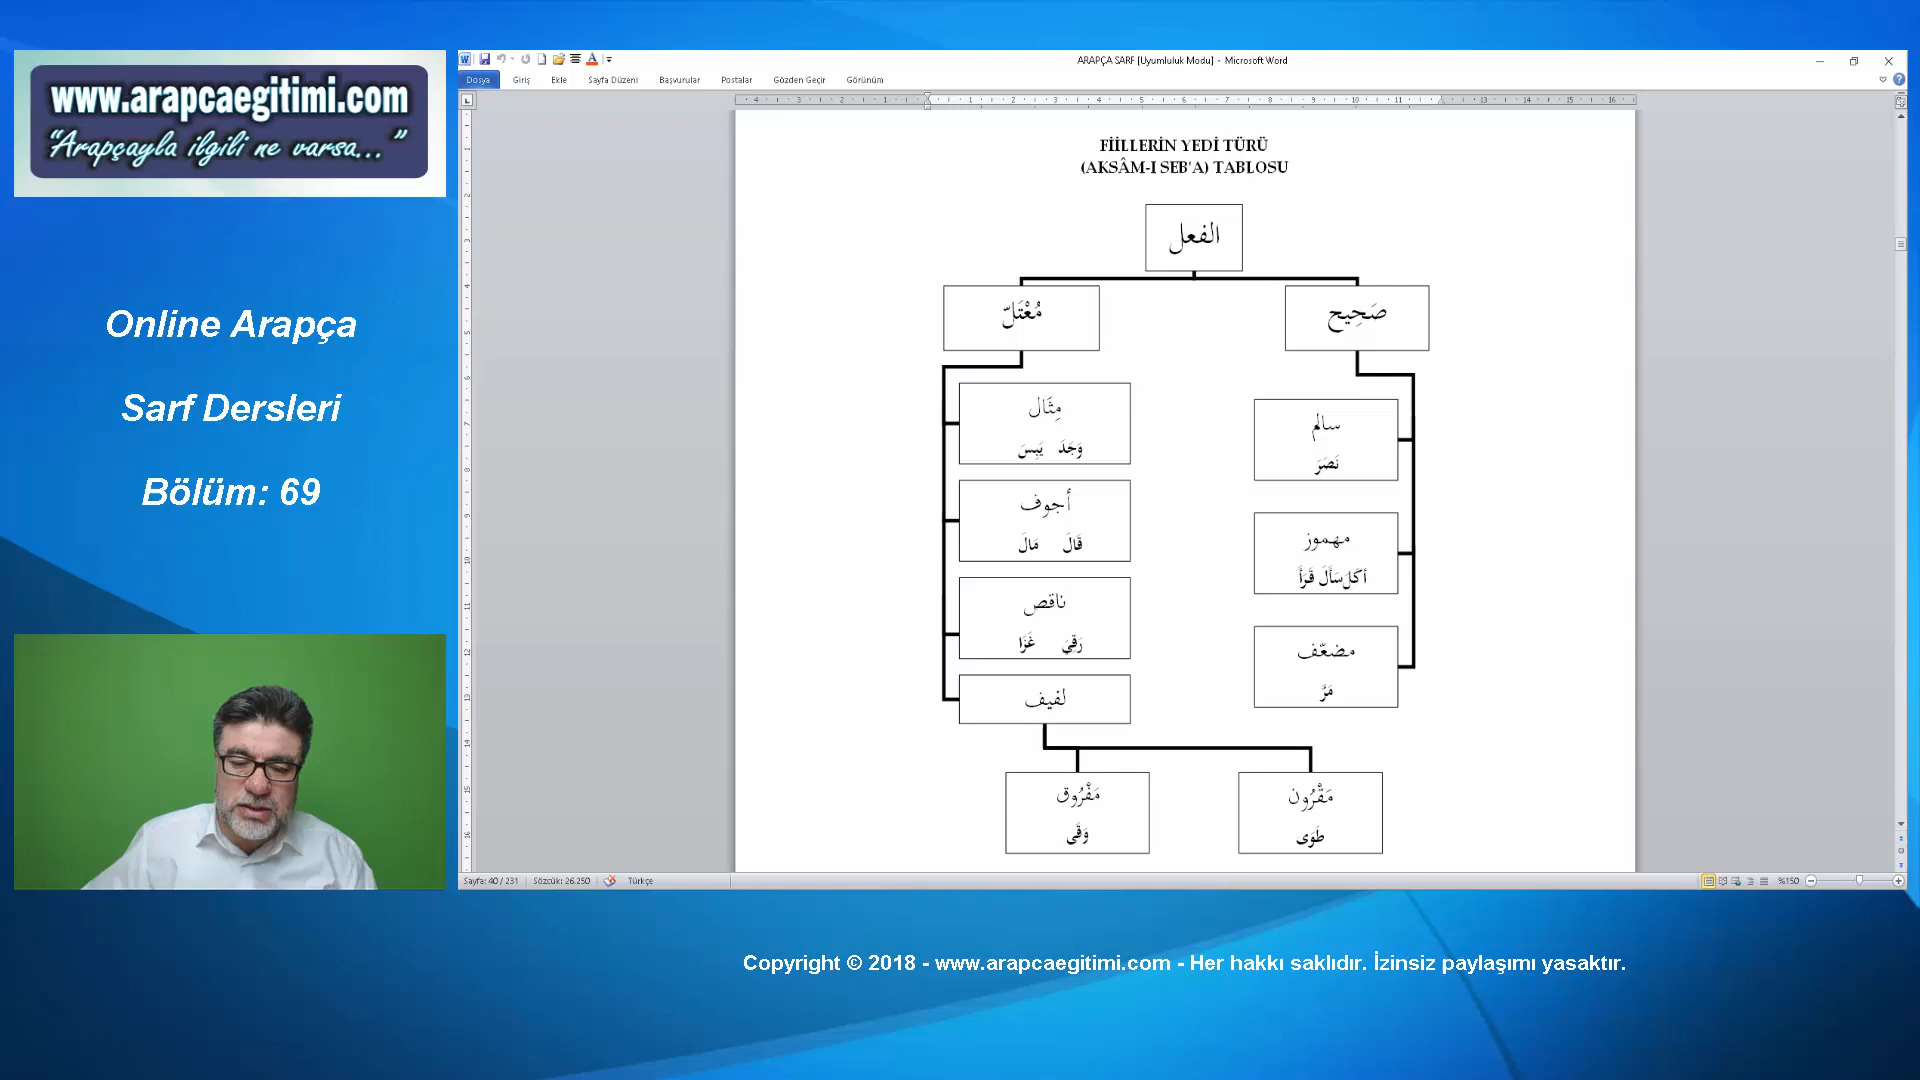 www.arapcaegitimi.com
“Arapçayla ilgili ne varsa...”
Online Arapça
Sarf Dersleri
Bölüm: 69
ARAPÇA SARF [Uyumluluk Modu] - Microsoft Word
Dosya Giriş Ekle Sayfa Düzeni Başvurular Postalar Gözden Geçir Görünüm
FİİLLERİN YEDİ TÜRÜ
(AKSÂM-I SEB'A) TABLOSU
الفعل
صَحِيح
مُعْتَلّ
سالم
نَصَرَ
مهموز
أكَلَ سَأَلَ قَرَأَ
مضعّف
مَرَّ
مِثَال
وَجَدَ يَبِسَ
أجوف
قَالَ مَالَ
ناقص
رَقِيَ غَزَا
لفيف
مَقْرُون
طَوَى
مَفْرُوق
وَقَى
Sayfa: 40 / 231 Sözcük: 26.250 Türkçe %150
Copyright © 2018 - www.arapcaegitimi.com - Her hakkı saklıdır. İzinsiz paylaşımı yasaktır.